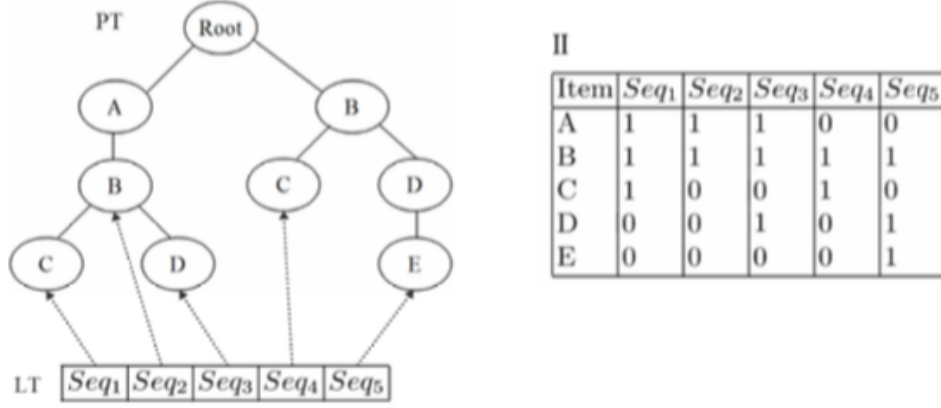 PT
Root
A
B
B
C
D
C
D
E
LT Seq1 Seq2 Seq3 Seq4 Seq5
II
Item Seq1 Seq2 Seq3 Seq4 Seq5
A 1 1 1 0 0
B 1 1 1 1 1
C 1 0 0 1 0
D 0 0 1 0 1
E 0 0 0 0 1